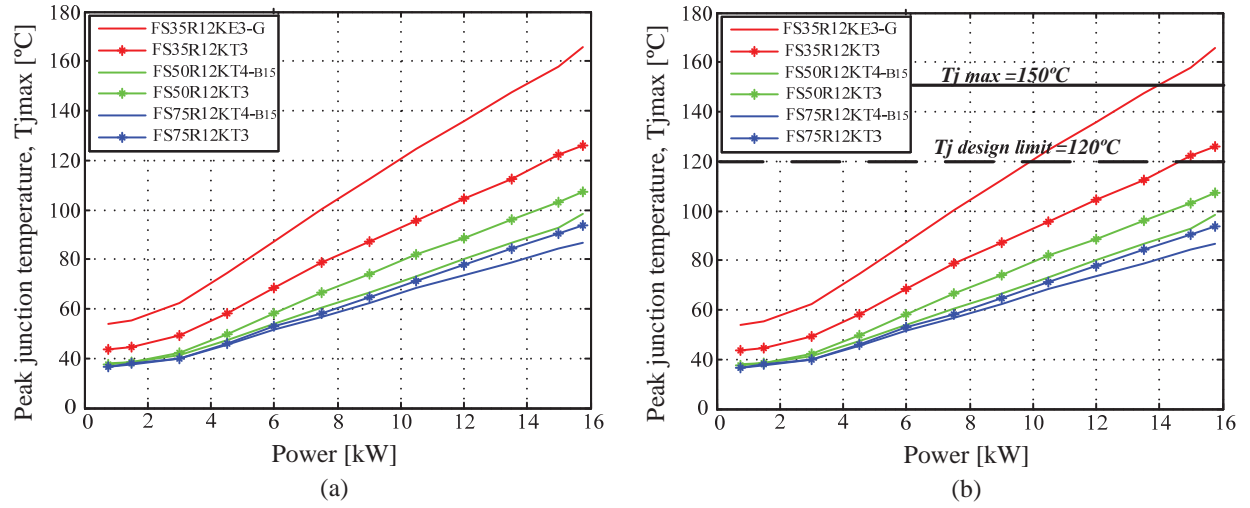 180
160
140
120
100
80
60
40
20
0
0 2 4 6 8 10 12 14 16
Peak junction temperature, Tjmax [ºC]
Power [kW]
FS35R12KE3-G
FS35R12KT3
FS50R12KT4-B15
FS50R12KT3
FS75R12KT4-B15
FS75R12KT3
(a)
180
160
140
120
100
80
60
40
20
0
0 2 4 6 8 10 12 14 16
Peak junction temperature, Tjmax [ºC]
Power [kW]
FS35R12KE3-G
FS35R12KT3
FS50R12KT4-B15
FS50R12KT3
FS75R12KT4-B15
FS75R12KT3
Tj max =150ºC
Tj design limit =120ºC
(b)